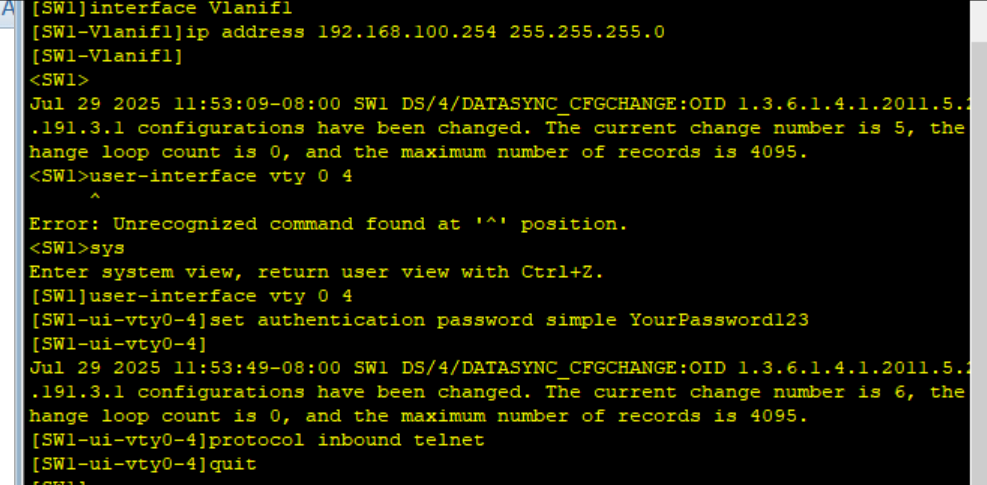 A
[SW1]interface Vlanif1
[SW1-Vlanif1]ip address 192.168.100.254 255.255.255.0
[SW1-Vlanif1]
<SW1>
Jul 29 2025 11:53:09-08:00 SW1 DS/4/DATASYNC_CFGCHANGE:OID 1.3.6.1.4.1.2011.5.2
.191.3.1 configurations have been changed. The current change number is 5, the
hange loop count is 0, and the maximum number of records is 4095.
<SW1>user-interface vty 0 4
^
Error: Unrecognized command found at '^' position.
<SW1>sys
Enter system view, return user view with Ctrl+Z.
[SW1]user-interface vty 0 4
[SW1-ui-vty0-4]set authentication password simple YourPassword123
[SW1-ui-vty0-4]
Jul 29 2025 11:53:49-08:00 SW1 DS/4/DATASYNC_CFGCHANGE:OID 1.3.6.1.4.1.2011.5.2
.191.3.1 configurations have been changed. The current change number is 6, the
hange loop count is 0, and the maximum number of records is 4095.
[SW1-ui-vty0-4]protocol inbound telnet
[SW1-ui-vty0-4]quit